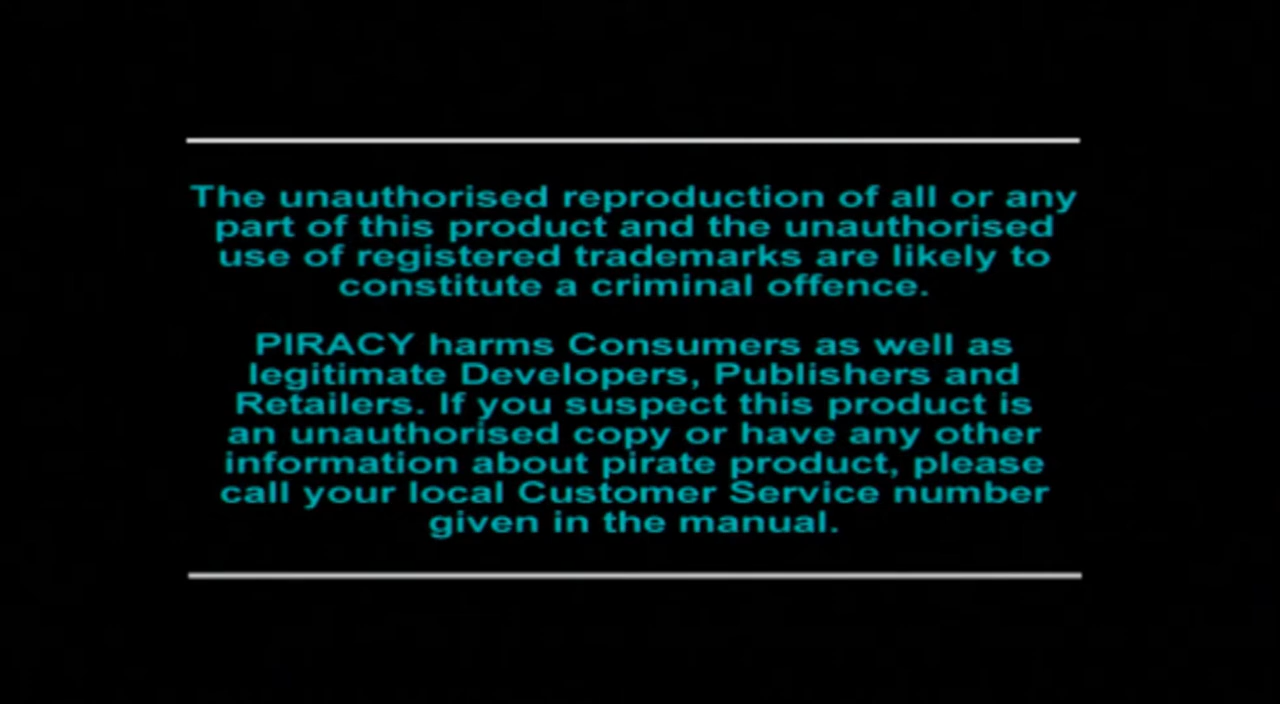 The unauthorised reproduction of all or any
part of this product and the unauthorised
use of registered trademarks are likely to
constitute a criminal offence.
PIRACY harms Consumers as well as
legitimate Developers, Publishers and
Retailers. If you suspect this product is
an unauthorised copy or have any other
information about pirate product, please
call your local Customer Service number
given in the manual.